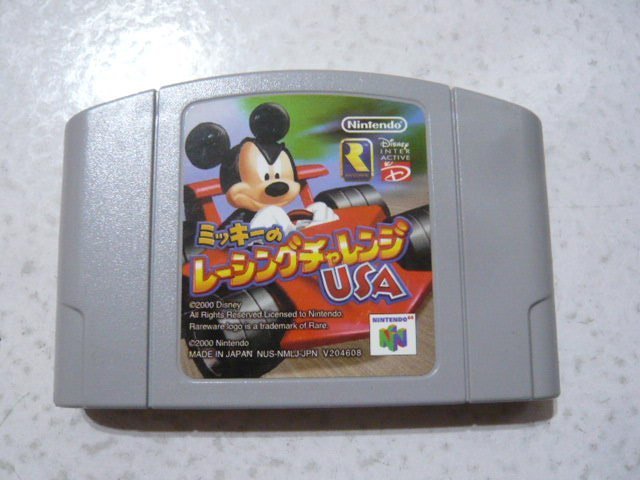 Nintendo
Disney
INTER
ACTIVE
ミッキーの
レーシングチャレンジ
USA
©2000 Disney
All Rights Reserved.Licensed to Nintendo
Rareware logo is a trademark of Rare.
©2000 Nintendo
MADE IN JAPAN NUS-NMLJ-JPN V204608
NINTENDO 64